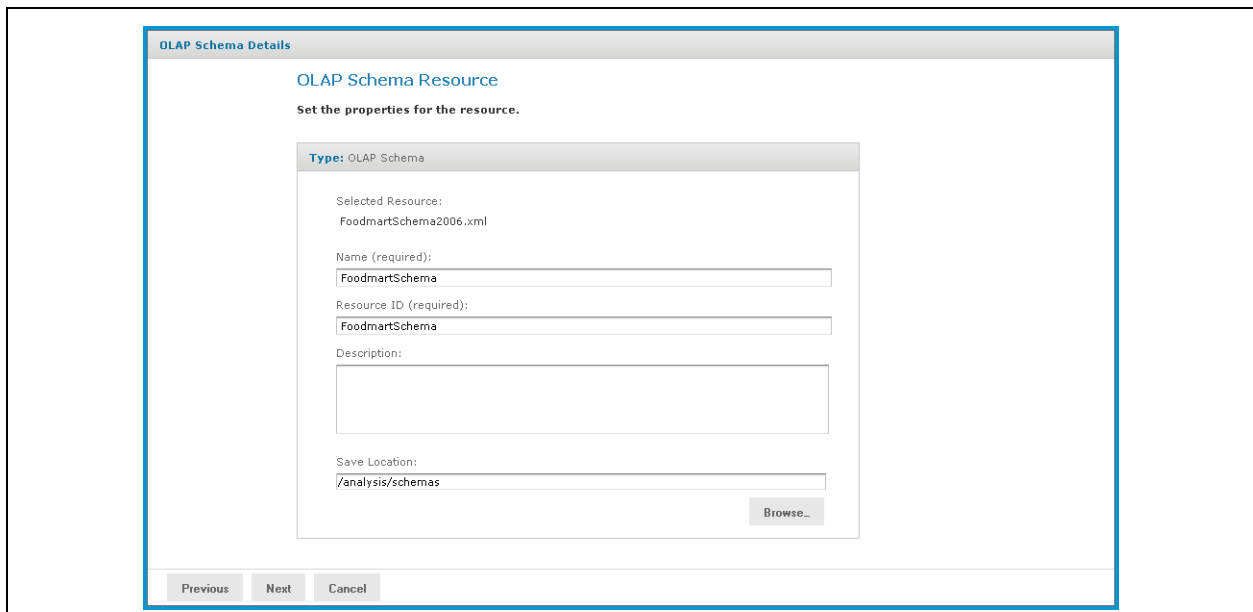 OLAP Schema Details
OLAP Schema Resource
Set the properties for the resource.
Type: OLAP Schema
Selected Resource:
FoodmartSchema2006.xml
Name (required):
FoodmartSchema
Resource ID (required):
FoodmartSchema
Description:
Save Location:
/analysis/schemas
Browse...
Previous Next Cancel